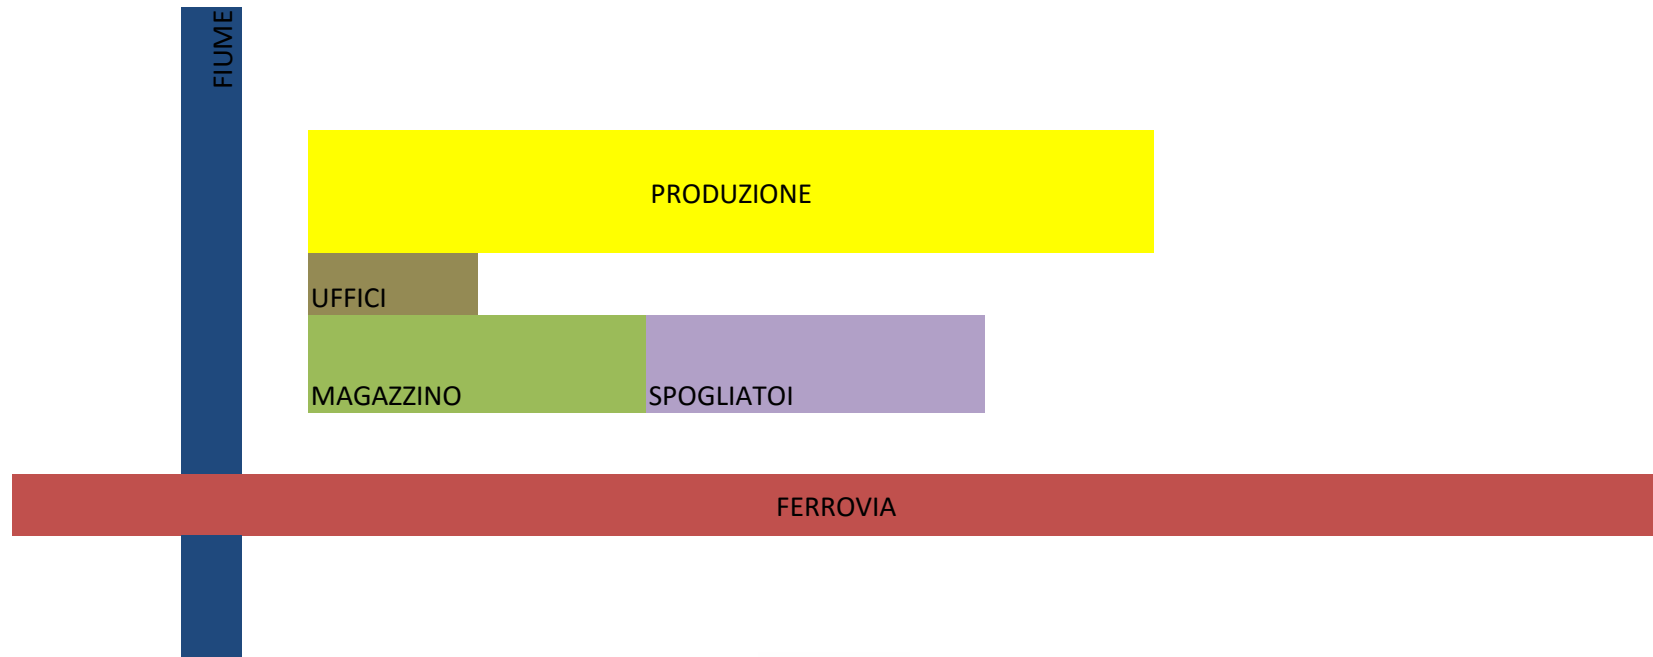 FIUME
PRODUZIONE
UFFICI
MAGAZZINO
SPOGLIATOI
FERROVIA